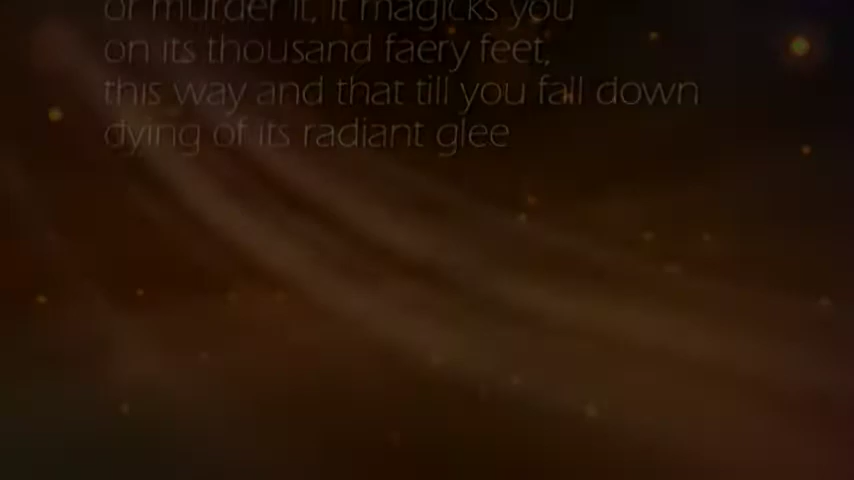 or murder it, it magicks you
on its thousand faery feet,
this way and that till you fall down
dying of its radiant glee